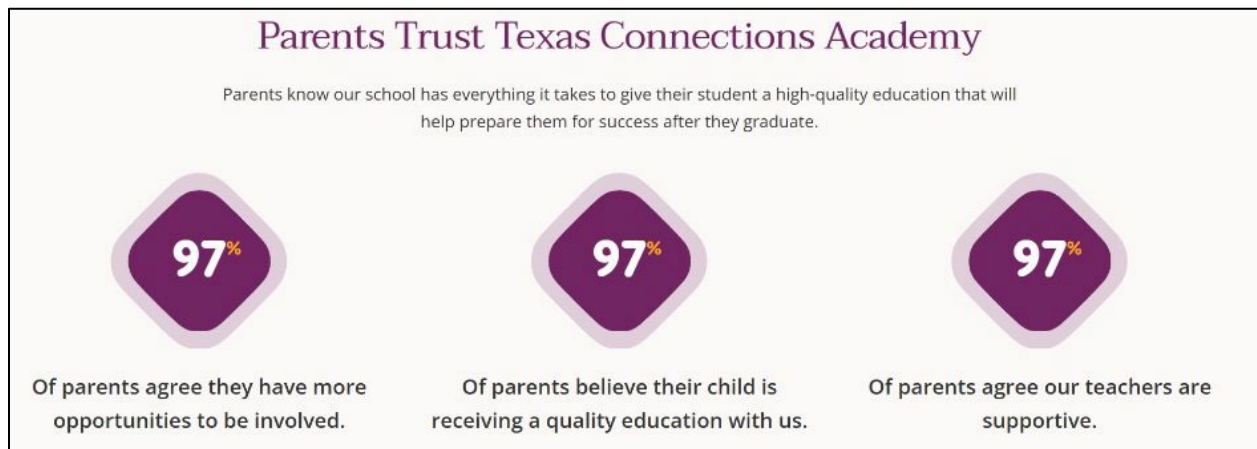 Parents Trust Texas Connections Academy
Parents know our school has everything it takes to give their student a high-quality education that will
help prepare them for success after they graduate.
97%
Of parents agree they have more
opportunities to be involved.
97%
Of parents believe their child is
receiving a quality education with us.
97%
Of parents agree our teachers are
supportive.